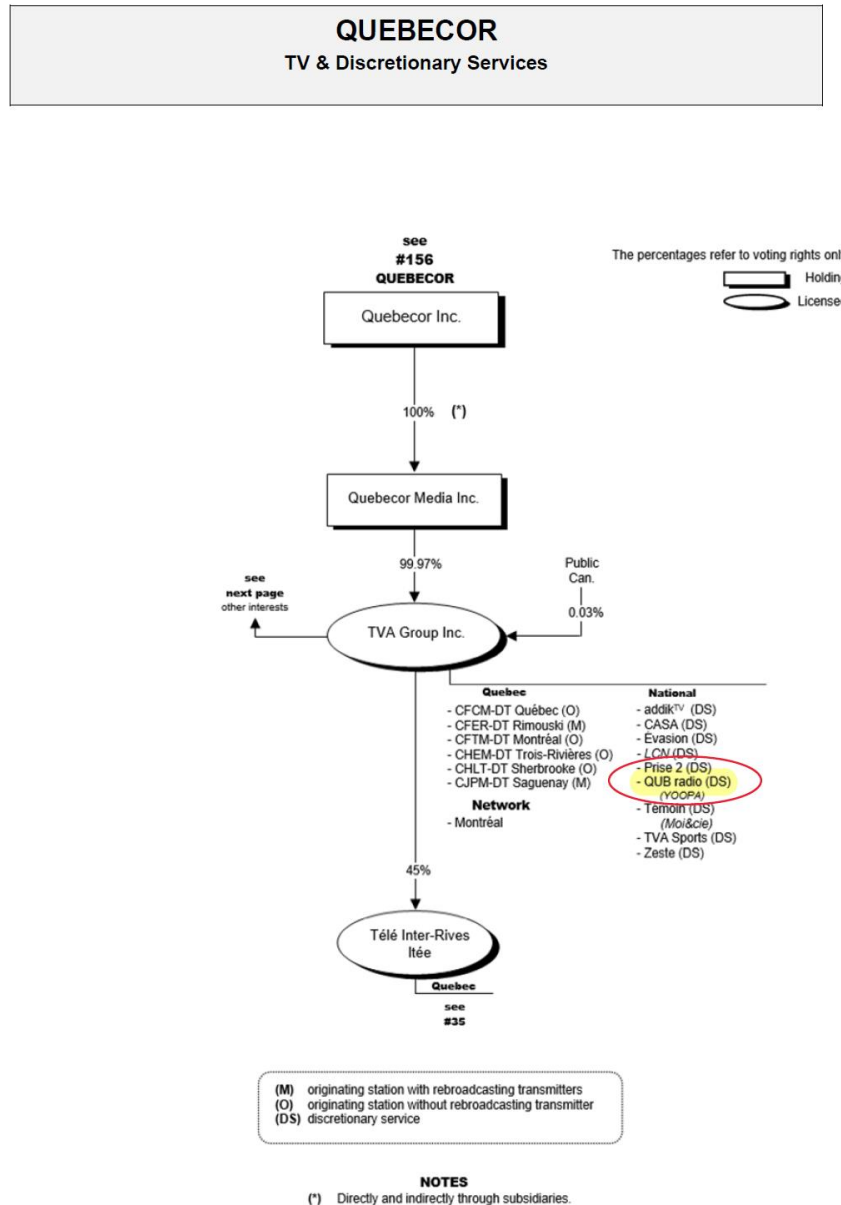 QUEBECOR
TV & Discretionary Services
see
#156
QUEBECOR
The percentages refer to voting rights onl
Holding
License
Quebecor Inc.
100% (*)
Quebecor Media Inc.
99.97%
Public
Can.
0.03%
see
next page
other interests
TVA Group Inc.
Quebec
- CFCM-DT Québec (O)
- CFER-DT Rimouski (M)
- CFTM-DT Montréal (O)
- CHEM-DT Trois-Rivières (O)
- CHLT-DT Sherbrooke (O)
- CJPM-DT Saguenay (M)
Network
- Montréal
National
- addikTV (DS)
- CASA (DS)
- Évasion (DS)
- LCN (DS)
- Prise 2 (DS)
- QUB radio (DS)
(YOOPA)
- Témoin (DS)
(Moi&cie)
- TVA Sports (DS)
- Zeste (DS)
45%
Télé Inter-Rives
ltée
Quebec
see
#35
(M) originating station with rebroadcasting transmitters
(O) originating station without rebroadcasting transmitter
(DS) discretionary service
NOTES
(*) Directly and indirectly through subsidiaries.